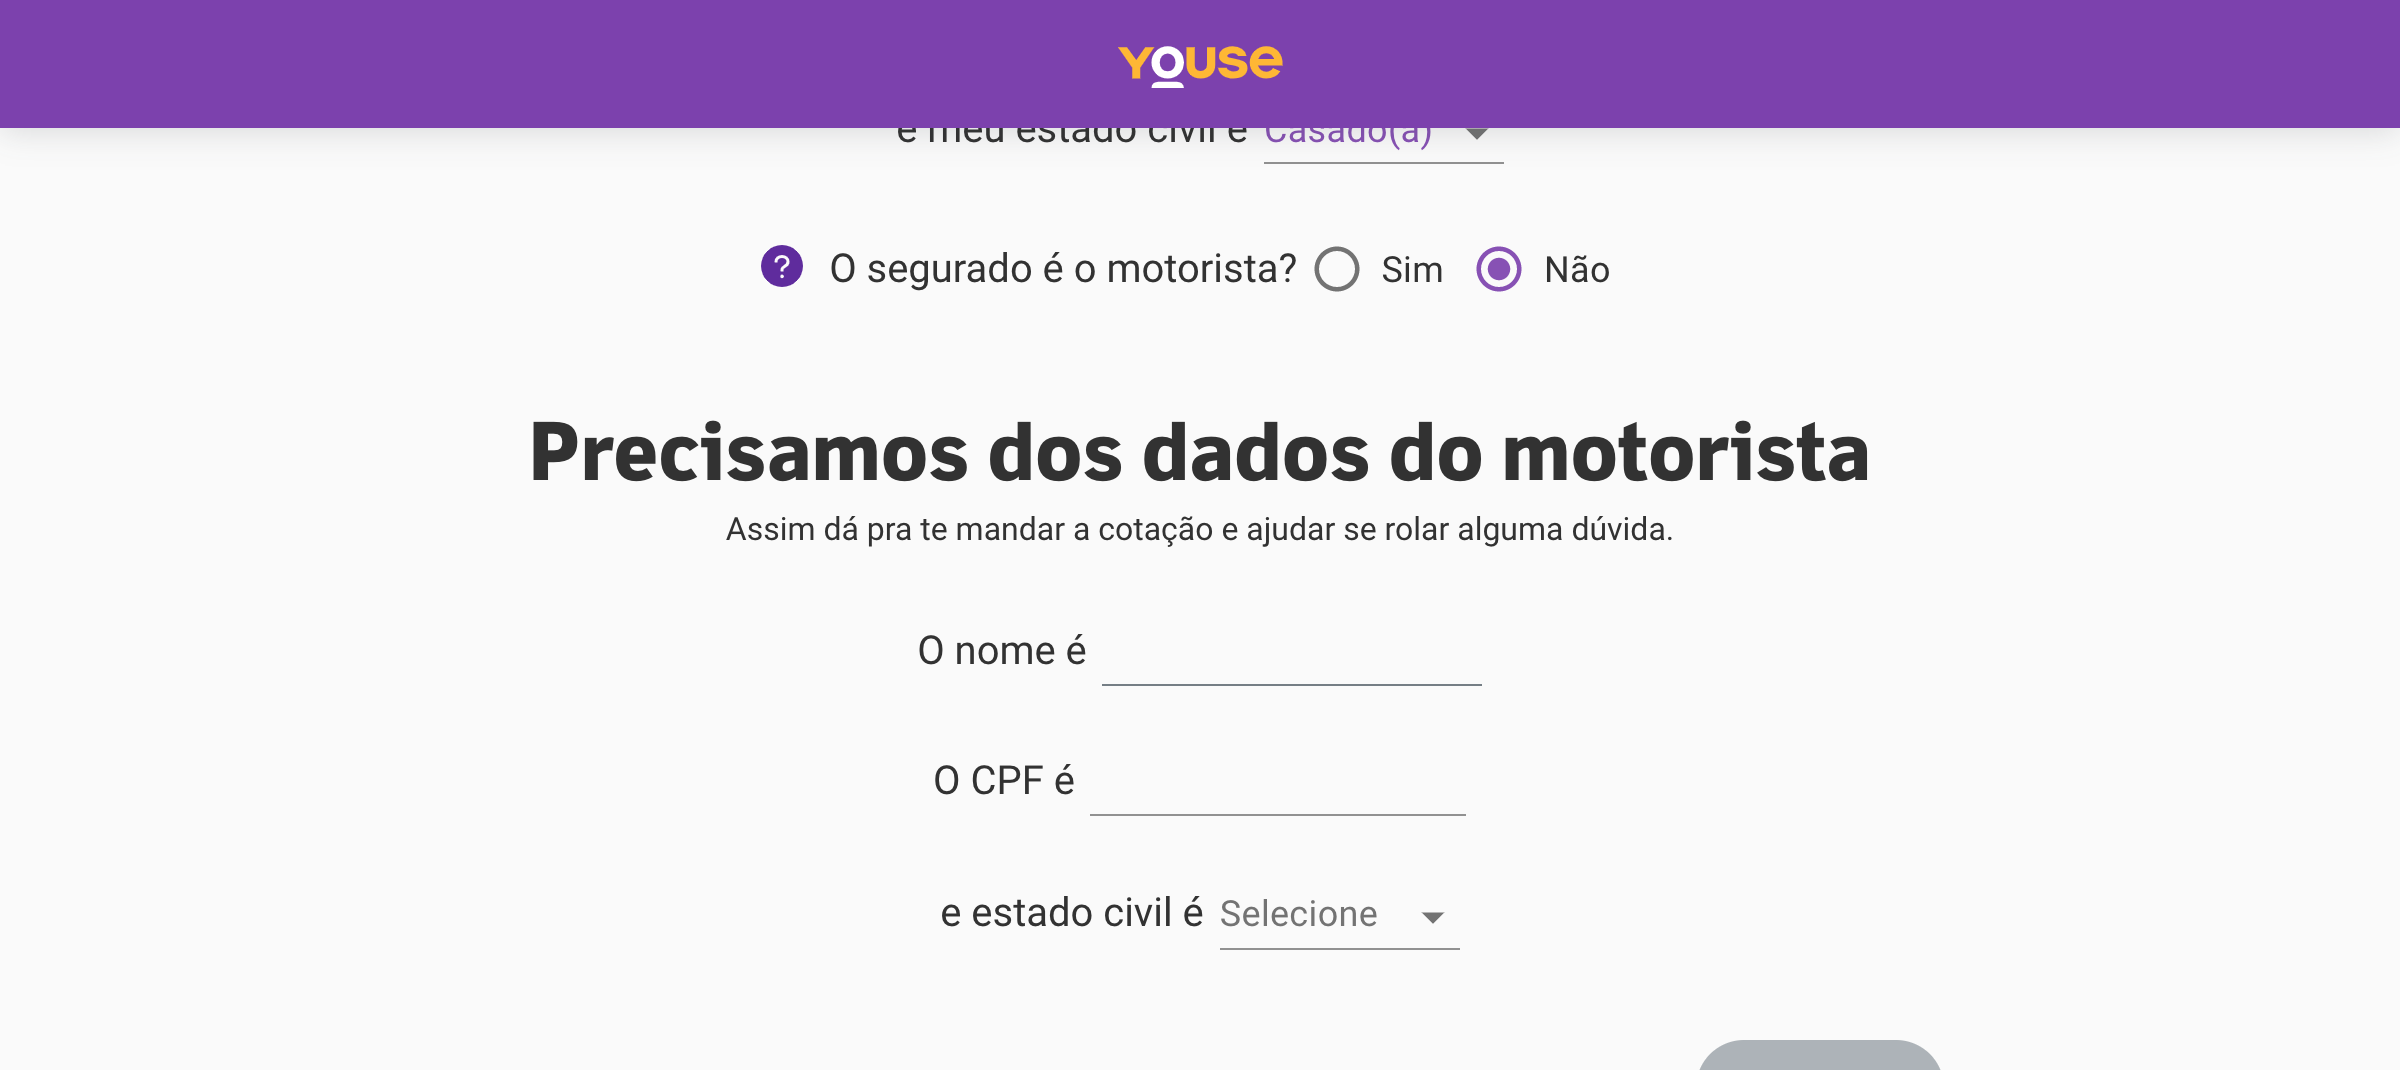 YOUSE
e meu estado civil é Casado(a)
? O segurado é o motorista? Sim Não
Precisamos dos dados do motorista
Assim dá pra te mandar a cotação e ajudar se rolar alguma dúvida.
O nome é
O CPF é
e estado civil é Selecione